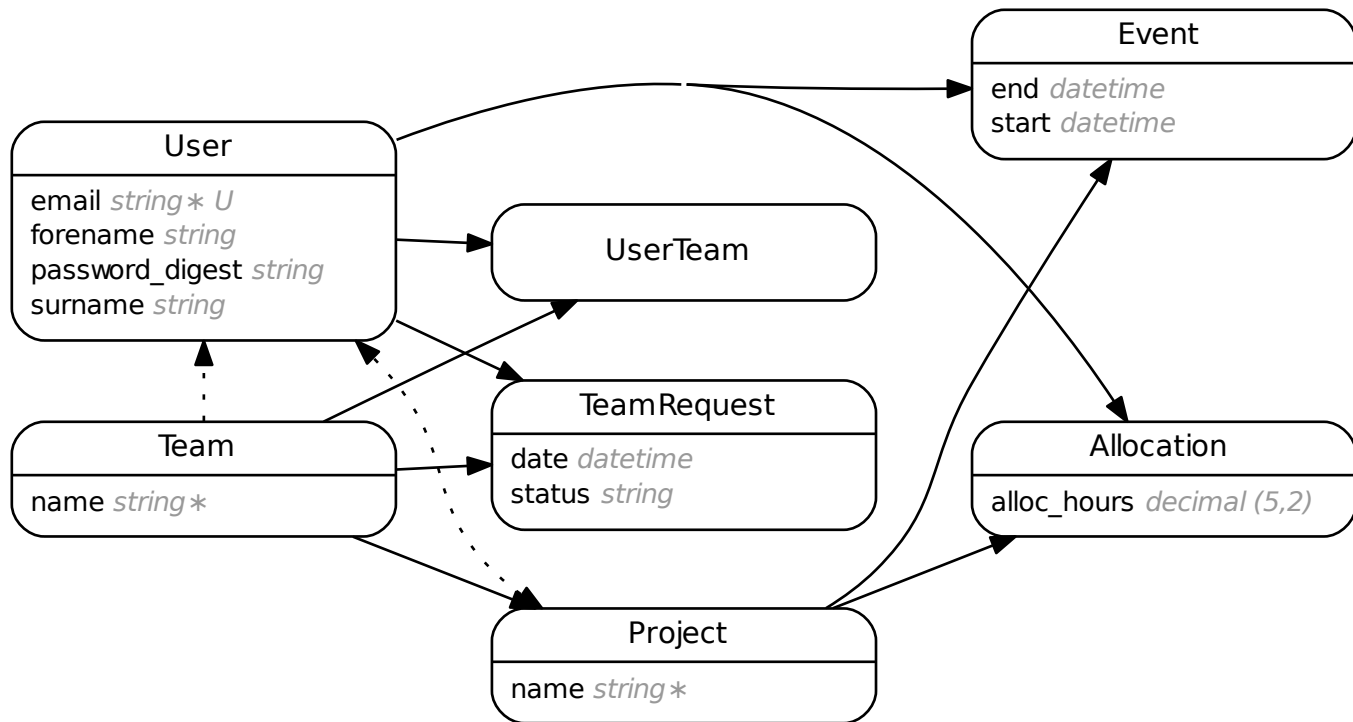 Event
end datetime
start datetime
User
email string∗ U
forename string
password_digest string
surname string
UserTeam
TeamRequest
date datetime
status string
Team
name string∗
Allocation
alloc_hours decimal (5,2)
Project
name string∗